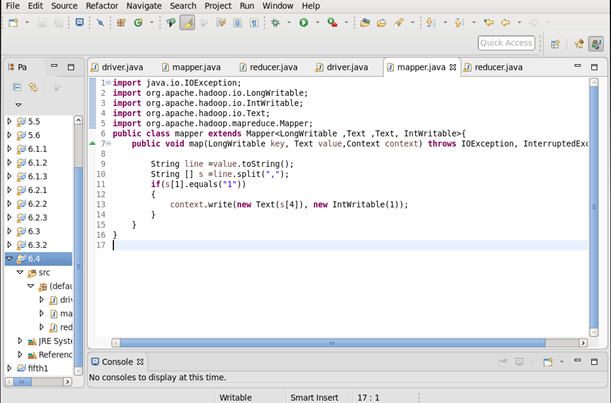 File Edit Source Refactor Navigate Search Project Run Window Help
Quick Access
Pa
driver.java mapper.java reducer.java driver.java mapper.java reducer.java
5.5
5.6
6.1.1
6.1.2
6.1.3
6.2.1
6.2.2
6.2.3
6.3
6.3.2
6.4
src
(defau
driv
ma
red
JRE Syste
Referenc
fifth1
1 import java.io.IOException;
2 import org.apache.hadoop.io.LongWritable;
3 import org.apache.hadoop.io.IntWritable;
4 import org.apache.hadoop.io.Text;
5 import org.apache.hadoop.mapreduce.Mapper;
6 public class mapper extends Mapper<LongWritable ,Text ,Text, IntWritable>{
7 public void map(LongWritable key, Text value,Context context) throws IOException, InterruptedExc
8
9 String line =value.toString();
10 String [] s =line.split(",");
11 if(s[1].equals("1"))
12 {
13 context.write(new Text(s[4]), new IntWritable(1));
14 }
15 }
16 }
17
Console
No consoles to display at this time.
Writable Smart Insert 17 : 1